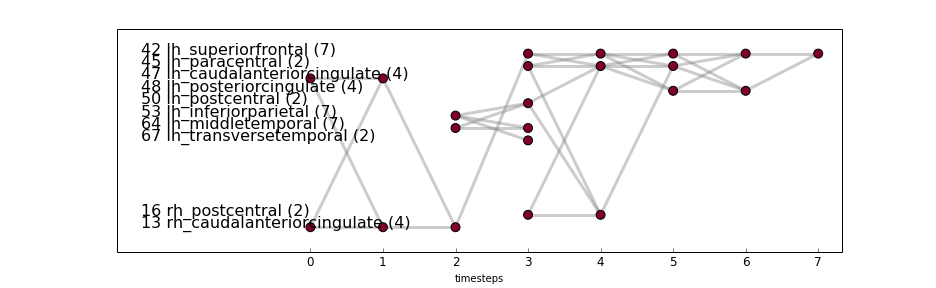 42 lh_superiorfrontal (7)
45 lh_paracentral (2)
47 lh_caudalanteriorcingulate (4)
48 lh_posteriorcingulate (4)
50 lh_postcentral (2)
53 lh_inferiorparietal (7)
64 lh_middletemporal (7)
67 lh_transversetemporal (2)
16 rh_postcentral (2)
13 rh_caudalanteriorcingulate (4)
0 1 2 3 4 5 6 7
timesteps